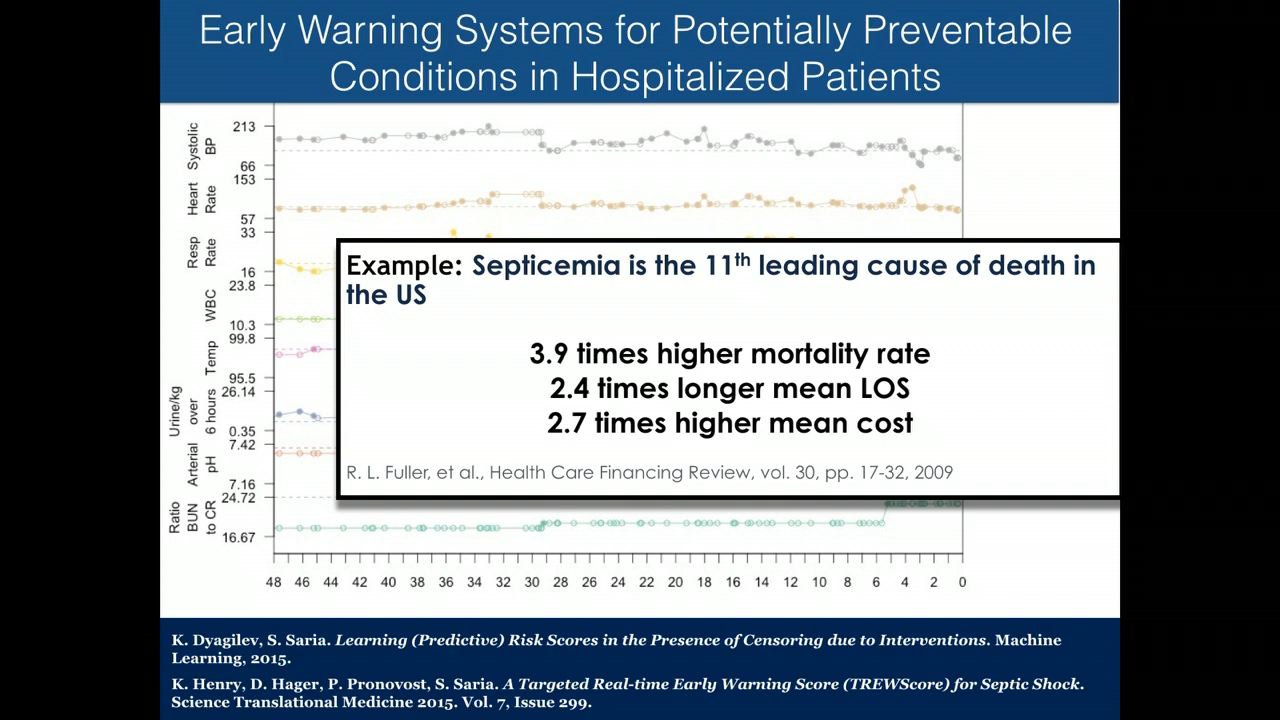 Early Warning Systems for Potentially Preventable
Conditions in Hospitalized Patients
Systolic
BP
213
66
Heart
Rate
153
57
Resp
Rate
33
16
WBC
23.8
10.3
Temp
99.8
95.5
Urine/kg
over
6 hours
26.14
0.35
Arterial
pH
7.42
7.16
Ratio
BUN
to CR
24.72
16.67
48 46 44 42 40 38 36 34 32 30 28 26 24 22 20 18 16 14 12 10 8 6 4 2 0
Example: Septicemia is the 11th leading cause of death in
the US
3.9 times higher mortality rate
2.4 times longer mean LOS
2.7 times higher mean cost
R. L. Fuller, et al., Health Care Financing Review, vol. 30, pp. 17-32, 2009
K. Dyagilev, S. Saria. Learning (Predictive) Risk Scores in the Presence of Censoring due to Interventions. Machine
Learning, 2015.
K. Henry, D. Hager, P. Pronovost, S. Saria. A Targeted Real-time Early Warning Score (TREWScore) for Septic Shock.
Science Translational Medicine 2015. Vol. 7, Issue 299.